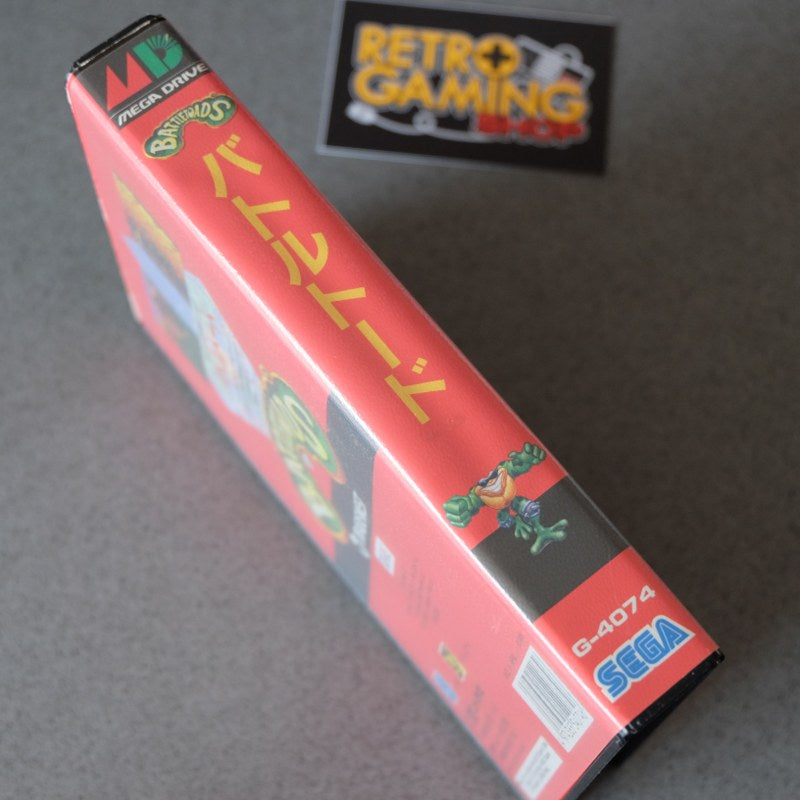 RETRO
GAMING
SHOP
MD
MEGA DRIVE
BATTLETOADS
バトルトード
G-4074
SEGA